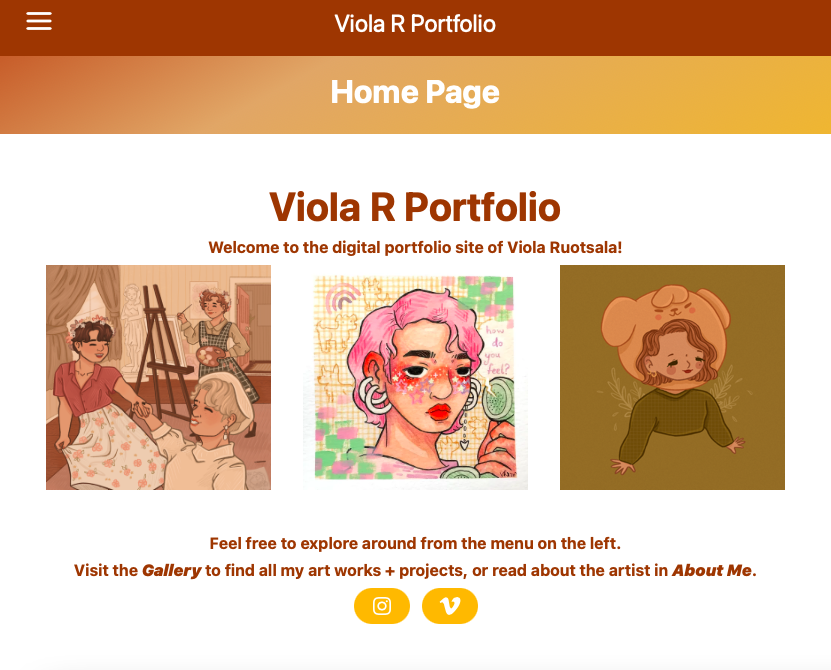 Viola R Portfolio
Home Page
Viola R Portfolio
Welcome to the digital portfolio site of Viola Ruotsala!
how
do
you
feel?
Feel free to explore around from the menu on the left.
Visit the Gallery to find all my art works + projects, or read about the artist in About Me.